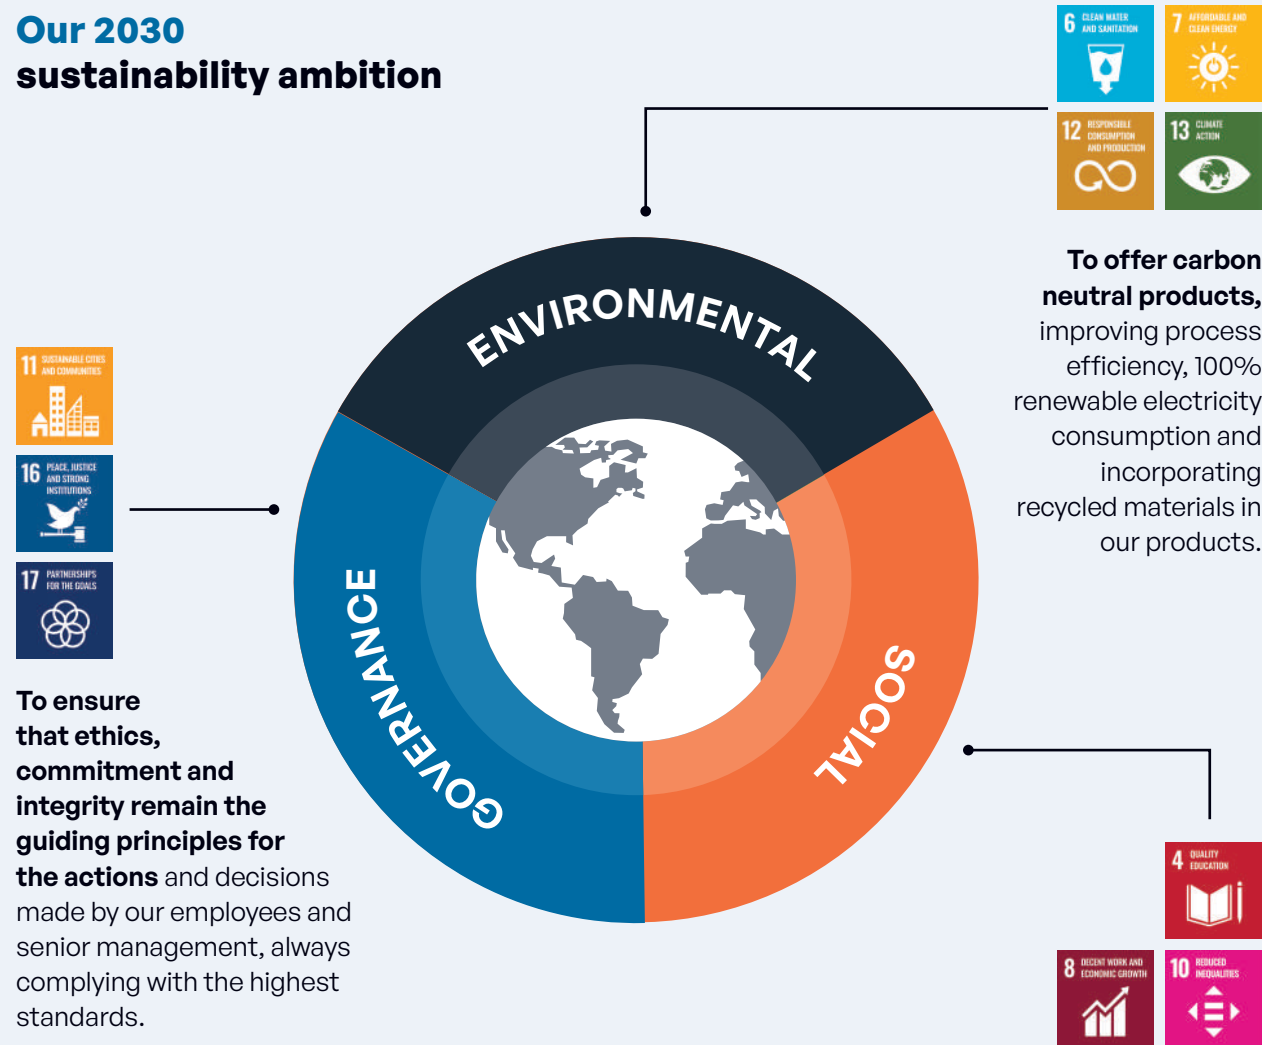 Our 2030
sustainability ambition
6 CLEAN WATER
AND SANITATION
7 AFFORDABLE AND
CLEAN ENERGY
12 RESPONSIBLE
CONSUMPTION
AND PRODUCTION
13 CLIMATE
ACTION
To offer carbon
neutral products,
improving process
efficiency, 100%
renewable electricity
consumption and
incorporating
recycled materials in
our products.
ENVIRONMENTAL
SOCIAL
GOVERNANCE
11 SUSTAINABLE CITIES
AND COMMUNITIES
16 PEACE, JUSTICE
AND STRONG
INSTITUTIONS
17 PARTNERSHIPS
FOR THE GOALS
To ensure
that ethics,
commitment and
integrity remain the
guiding principles for
the actions and decisions
made by our employees and
senior management, always
complying with the highest
standards.
4 QUALITY
EDUCATION
8 DECENT WORK AND
ECONOMIC GROWTH
10 REDUCED
INEQUALITIES